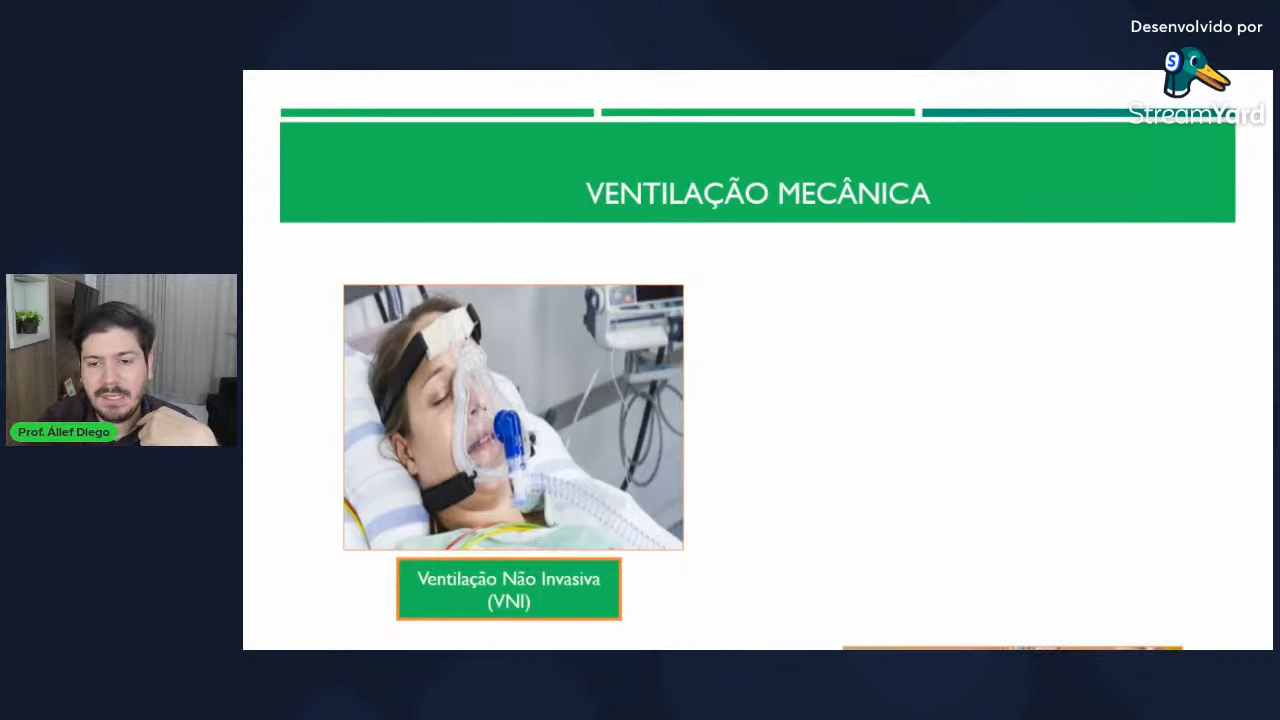 Desenvolvido por
S
StreamYard
VENTILAÇÃO MECÂNICA
Prof. Állef Diego
Ventilação Não Invasiva
(VNI)